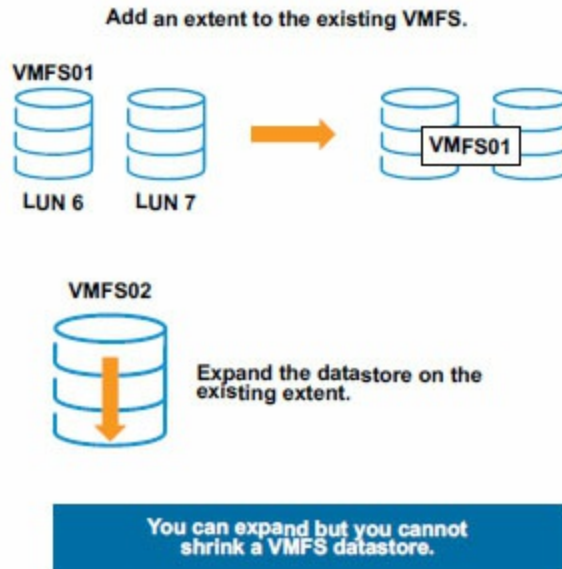 Add an extent to the existing VMFS.
VMFS01
LUN 6
LUN 7
VMFS01
VMFS02
Expand the datastore on the
existing extent.
You can expand but you cannot
shrink a VMFS datastore.